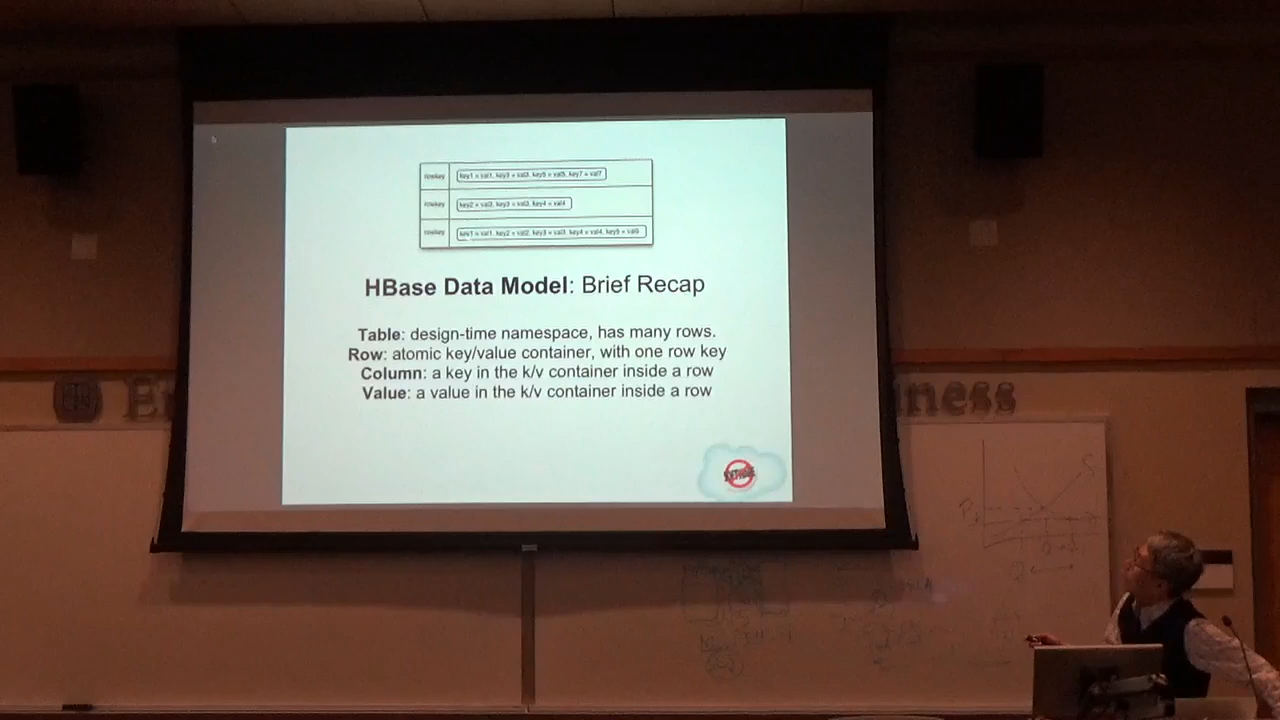 rowkey key1 = val1, key3 = val3, key5 = val5, key7 = val7
rowkey key2 = val2, key3 = val3, key4 = val4
rowkey key1 = val1, key2 = val2, key3 = val3, key4 = val4, key9 = val9
HBase Data Model: Brief Recap
Table: design-time namespace, has many rows.
Row: atomic key/value container, with one row key
Column: a key in the k/v container inside a row
Value: a value in the k/v container inside a row
iness
S